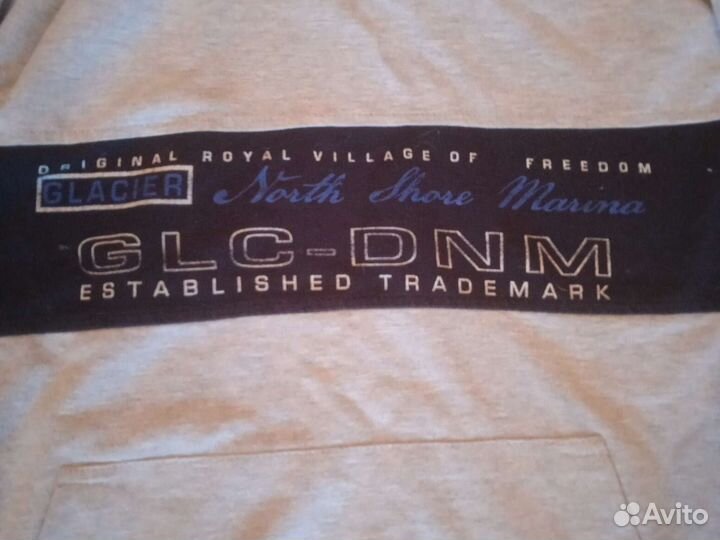 ORIGINAL ROYAL VILLAGE OF FREEDOM
GLACIER North Shore Marina
GLC-DNM
ESTABLISHED TRADEMARK
Avito